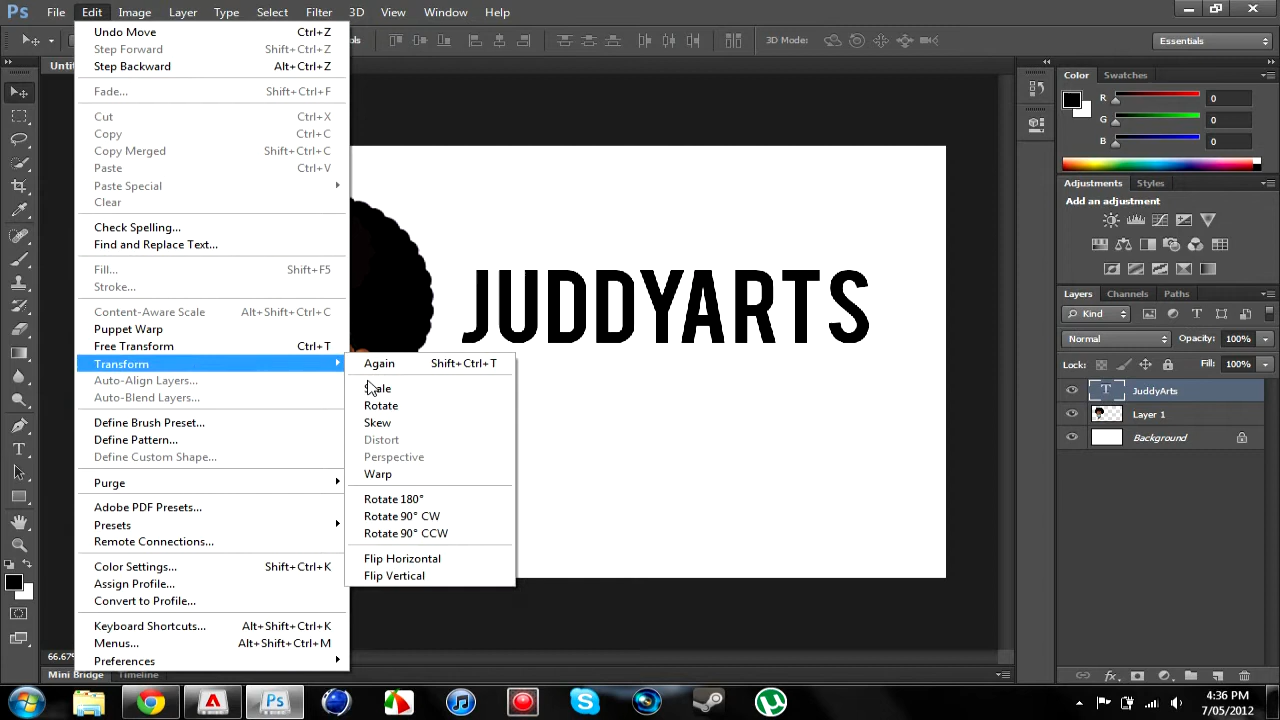 Ps File Edit Image Layer Type Select Filter 3D View Window Help
3D Mode:
Essentials
Undo Move Ctrl+Z
Step Forward Shift+Ctrl+Z
Step Backward Alt+Ctrl+Z
Fade... Shift+Ctrl+F
Cut Ctrl+X
Copy Ctrl+C
Copy Merged Shift+Ctrl+C
Paste Ctrl+V
Paste Special
Clear
Check Spelling...
Find and Replace Text...
Fill... Shift+F5
Stroke...
Content-Aware Scale Alt+Shift+Ctrl+C
Puppet Warp
Free Transform Ctrl+T
Transform
Auto-Align Layers...
Auto-Blend Layers...
Define Brush Preset...
Define Pattern...
Define Custom Shape...
Purge
Adobe PDF Presets...
Presets
Remote Connections...
Color Settings... Shift+Ctrl+K
Assign Profile...
Convert to Profile...
Keyboard Shortcuts... Alt+Shift+Ctrl+K
Menus... Alt+Shift+Ctrl+M
Preferences
Again Shift+Ctrl+T
Rotate
Skew
Distort
Perspective
Warp
Rotate 180°
Rotate 90° CW
Rotate 90° CCW
Flip Horizontal
Flip Vertical
JUDDYARTS
Color Swatches
R 0
G 0
B 0
Adjustments Styles
Add an adjustment
Layers Channels Paths
Kind
Normal Opacity: 100%
Lock: Fill: 100%
T JuddyArts
Layer 1
Background
Mini Bridge Timeline
Ps
4:36 PM
7/05/2012